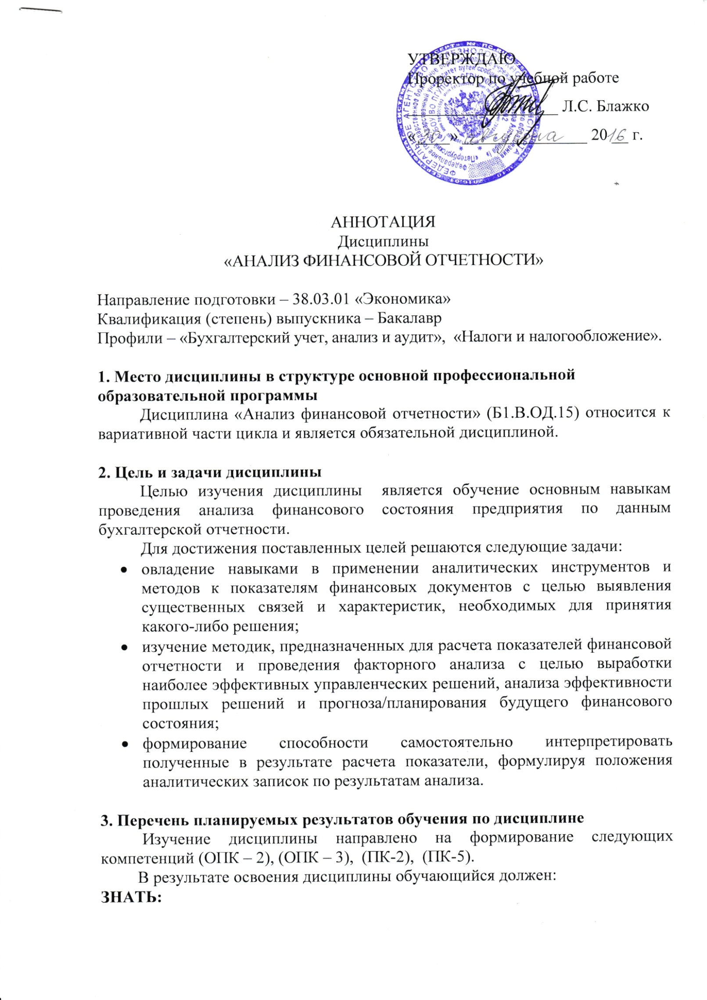 УТВЕРЖДАЮ
Проректор по учебной работе
Л.С. Блажко
«30» августа 2016 г.
АННОТАЦИЯ
Дисциплины
«АНАЛИЗ ФИНАНСОВОЙ ОТЧЕТНОСТИ»
Направление подготовки – 38.03.01 «Экономика»
Квалификация (степень) выпускника – Бакалавр
Профили – «Бухгалтерский учет, анализ и аудит», «Налоги и налогообложение».
1. Место дисциплины в структуре основной профессиональной
образовательной программы
Дисциплина «Анализ финансовой отчетности» (Б1.В.ОД.15) относится к
вариативной части цикла и является обязательной дисциплиной.
2. Цель и задачи дисциплины
Целью изучения дисциплины является обучение основным навыкам
проведения анализа финансового состояния предприятия по данным
бухгалтерской отчетности.
Для достижения поставленных целей решаются следующие задачи:
• овладение навыками в применении аналитических инструментов и
методов к показателям финансовых документов с целью выявления
существенных связей и характеристик, необходимых для принятия
какого-либо решения;
• изучение методик, предназначенных для расчета показателей финансовой
отчетности и проведения факторного анализа с целью выработки
наиболее эффективных управленческих решений, анализа эффективности
прошлых решений и прогноза/планирования будущего финансового
состояния;
• формирование способности самостоятельно интерпретировать
полученные в результате расчета показатели, формулируя положения
аналитических записок по результатам анализа.
3. Перечень планируемых результатов обучения по дисциплине
Изучение дисциплины направлено на формирование следующих
компетенций (ОПК – 2), (ОПК – 3), (ПК-2), (ПК-5).
В результате освоения дисциплины обучающийся должен:
ЗНАТЬ:
ФЕДЕРАЛЬНОЕ АГЕНТСТВО ЖЕЛЕЗНОДОРОЖНОГО ТРАНСПОРТА